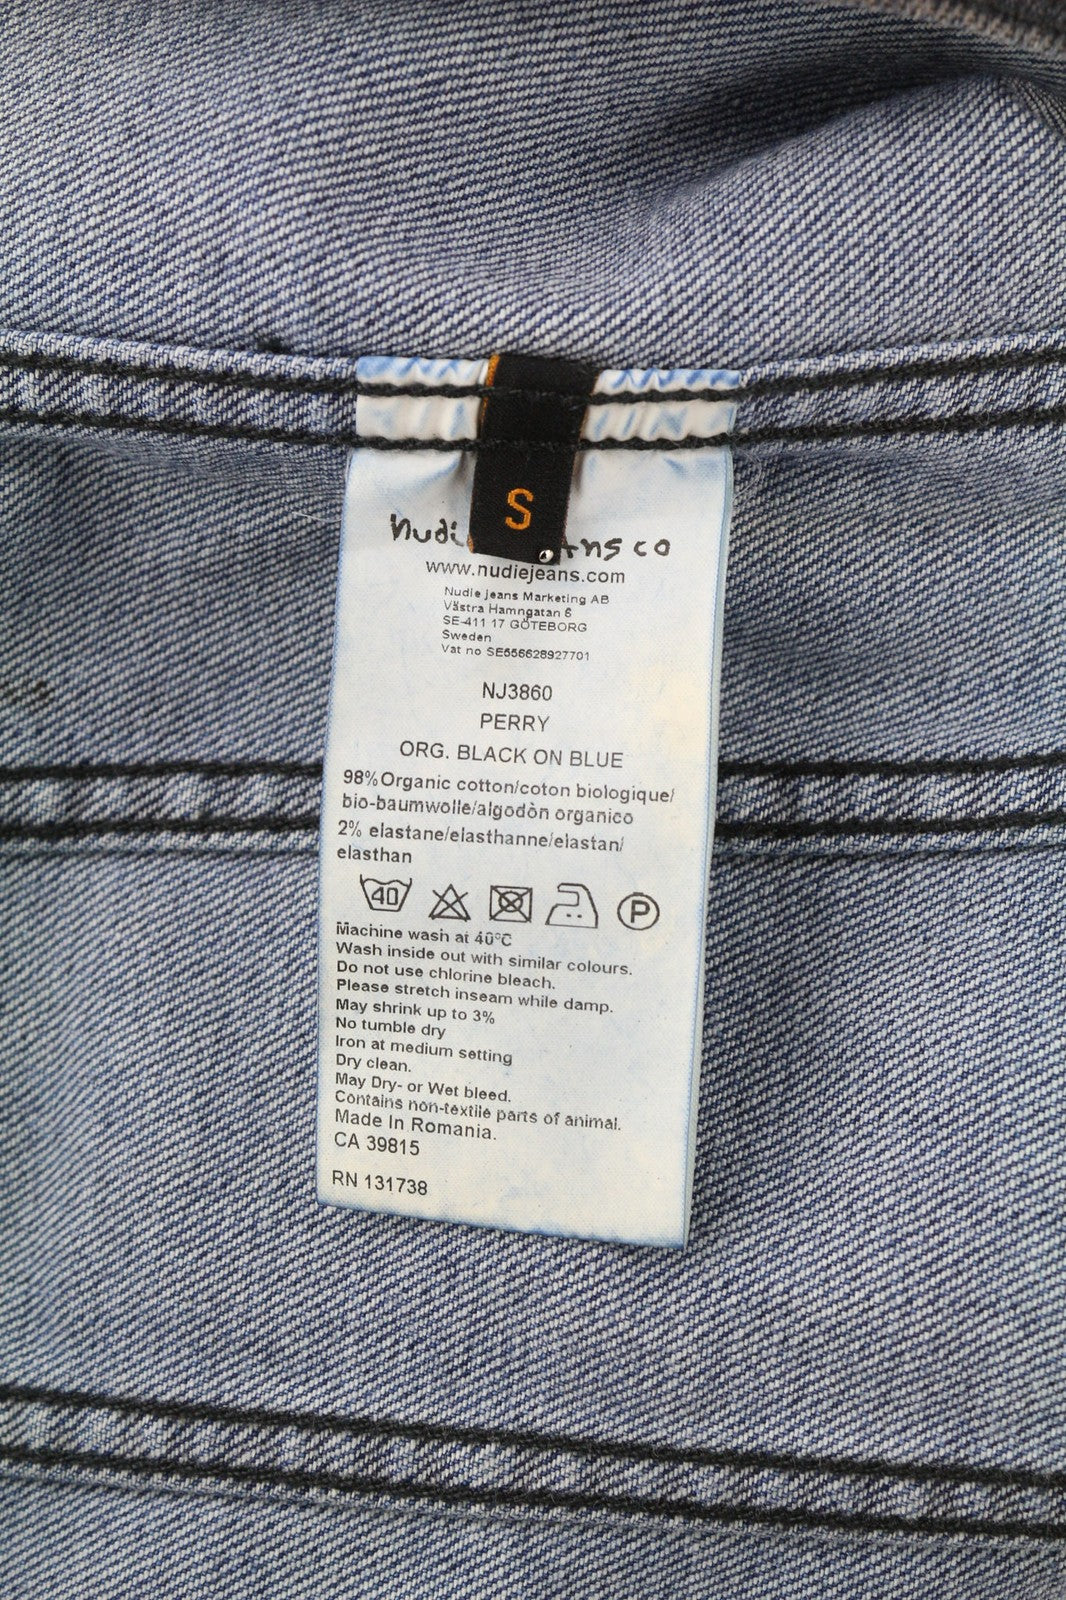 S
www.nudiejeans.com
Nudie Jeans Marketing AB
Västra Hamngatan 6
SE-411 17 GÖTEBORG
Sweden
Vat no SE556628927701
NJ3860
PERRY
ORG. BLACK ON BLUE
98%Organic cotton/coton biologique/
bio-baumwolle/algodòn organico
2% elastane/elasthanne/elastan/
elasthan
40
P
Machine wash at 40°C
Wash inside out with similar colours.
Do not use chlorine bleach.
Please stretch inseam while damp.
May shrink up to 3%
No tumble dry
Iron at medium setting
Dry clean.
May Dry- or Wet bleed.
Contains non-textile parts of animal.
Made In Romania.
CA 39815
RN 131738